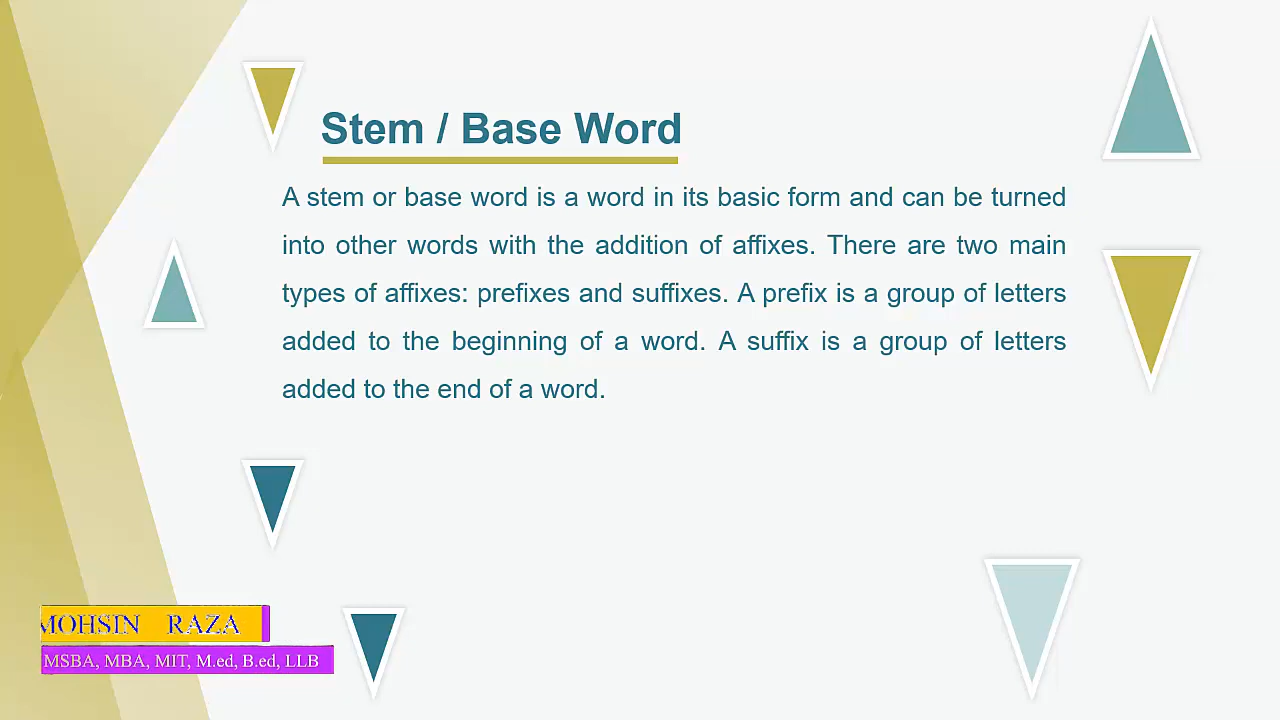 Stem / Base Word
A stem or base word is a word in its basic form and can be turned
into other words with the addition of affixes. There are two main
types of affixes: prefixes and suffixes. A prefix is a group of letters
added to the beginning of a word. A suffix is a group of letters
added to the end of a word.
MOHSIN RAZA
MSBA, MBA, MIT, M.ed, B.ed, LLB